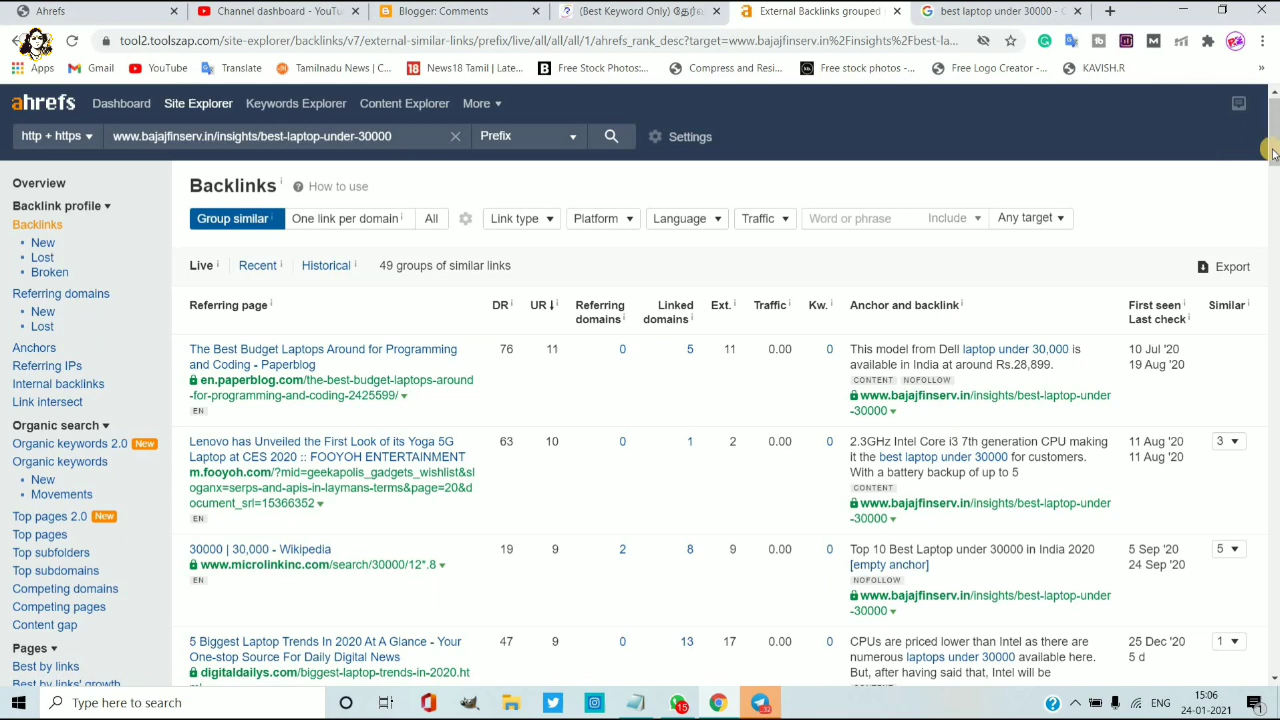 Ahrefs
Channel dashboard - YouTu
Blogger: Comments
External Backlinks grouped
best laptop under 30000 - G
tool2.toolszap.com/site-explorer/backlinks/v7/external-similar-links/prefix/live/all/all/all/1/ahrefs_rank_desc?target=www.bajajfinserv.in%2Finsights%2Fbest-la...
Apps
Gmail
YouTube
Translate
Tamilnadu News | C...
News18 Tamil | Late...
Free Stock Photos:...
Compress and Resi...
Free stock photos -...
Free Logo Creator -...
KAVISH.R
ahrefs Dashboard Site Explorer Keywords Explorer Content Explorer More
http + https www.bajajfinserv.in/insights/best-laptop-under-30000 Prefix Settings
Overview
Backlink profile
Backlinks
New
Lost
Broken
Referring domains
New
Lost
Anchors
Referring IPs
Internal backlinks
Link intersect
Organic search
Organic keywords 2.0 New
Organic keywords
New
Movements
Top pages 2.0 New
Top pages
Top subfolders
Top subdomains
Competing domains
Competing pages
Content gap
Pages
Best by links
Best by links' growth
Backlinks How to use
Group similar One link per domain All Link type Platform Language Traffic Word or phrase Include Any target
Live Recent Historical 49 groups of similar links Export
Referring page DR UR Referring domains Linked domains Ext. Traffic Kw. Anchor and backlink First seen Last check Similar
The Best Budget Laptops Around for Programming
and Coding - Paperblog
en.paperblog.com/the-best-budget-laptops-around
-for-programming-and-coding-2425599/
EN
76 11 0 5 11 0.00 0
This model from Dell laptop under 30,000 is
available in India at around Rs.28,899.
CONTENT NOFOLLOW
www.bajajfinserv.in/insights/best-laptop-under
-30000
10 Jul '20
19 Aug '20
Lenovo has Unveiled the First Look of its Yoga 5G
Laptop at CES 2020 :: FOOYOH ENTERTAINMENT
m.fooyoh.com/?mid=geekapolis_gadgets_wishlist&sl
oganx=serps-and-apis-in-laymans-terms&page=20&d
ocument_srl=15366352
EN
63 10 0 1 2 0.00 0
2.3GHz Intel Core i3 7th generation CPU making
it the best laptop under 30000 for customers.
With a battery backup of up to 5
CONTENT
www.bajajfinserv.in/insights/best-laptop-under
-30000
11 Aug '20
11 Aug '20
3
30000 | 30,000 - Wikipedia
www.microlinkinc.com/search/30000/12*.8
EN
19 9 2 8 9 0.00 0
Top 10 Best Laptop under 30000 in India 2020
[empty anchor]
NOFOLLOW
www.bajajfinserv.in/insights/best-laptop-under
-30000
5 Sep '20
24 Sep '20
5
5 Biggest Laptop Trends In 2020 At A Glance - Your
One-stop Source For Daily Digital News
digitaldailys.com/biggest-laptop-trends-in-2020.ht
47 9 0 13 17 0.00 0
CPUs are priced lower than Intel as there are
numerous laptops under 30000 available here.
But, after having said that, Intel will be
25 Dec '20
5 d
1
Type here to search
15
ENG
15:06
24-01-2021